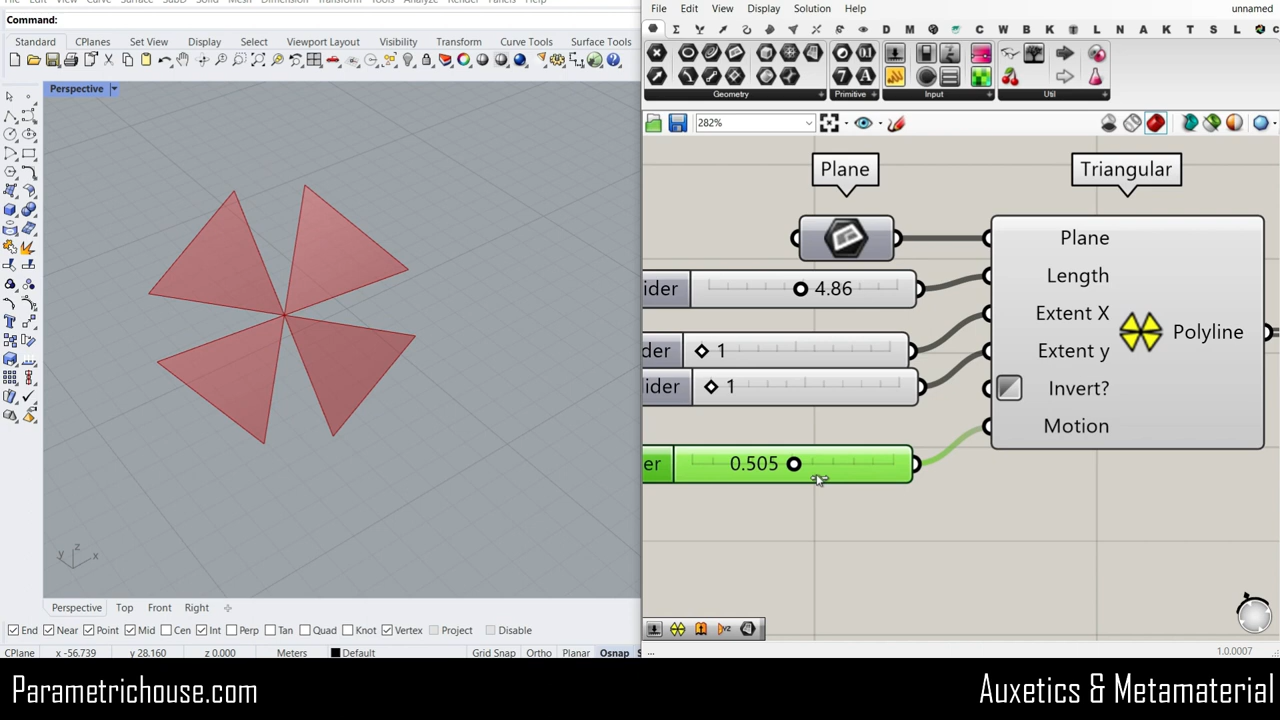 Command:
Standard CPlanes Set View Display Select Viewport Layout Visibility Transform Curve Tools Surface Tools
Perspective
z
y
x
Perspective Top Front Right
End Near Point Mid Cen Int Perp Tan Quad Knot Vertex Project Disable
CPlane x -56.739 y 28.160 z 0.000 Meters Default Grid Snap Ortho Planar Osnap
File Edit View Display Solution Help unnamed
D M C W B K L N A K T S L
Geometry Primitive Input Util
282%
Plane
Triangular
Plane
Length
Extent X
Extent y
Invert?
Motion
Polyline
ider 4.86
der 1
lider 1
er 0.505
...
1.0.0007
Parametrichouse.com
Auxetics & Metamaterial